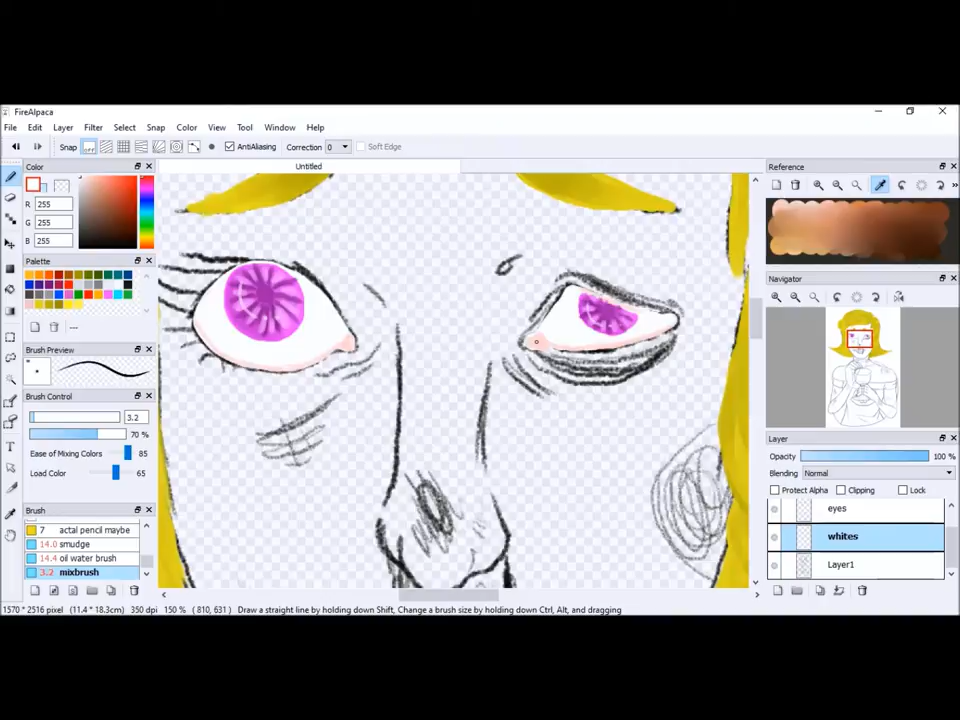 FireAlpaca
File Edit Layer Filter Select Snap Color View Tool Window Help
Snap off AntiAliasing Correction 0 Soft Edge
Color
Untitled
Reference
R 255
G 255
B 255
Palette
Navigator
Brush Preview
Brush Control
3.2
70 %
Ease of Mixing Colors 85
Load Color 65
Layer
Opacity 100 %
Blending Normal
Protect Alpha Clipping Lock
eyes
whites
Layer1
Brush
7 actal pencil maybe
14.0 smudge
14.4 oil water brush
3.2 mixbrush
1570 * 2516 pixel (11.4 * 18.3cm) 350 dpi 150 % ( 810, 631 ) Draw a straight line by holding down Shift, Change a brush size by holding down Ctrl, Alt, and dragging